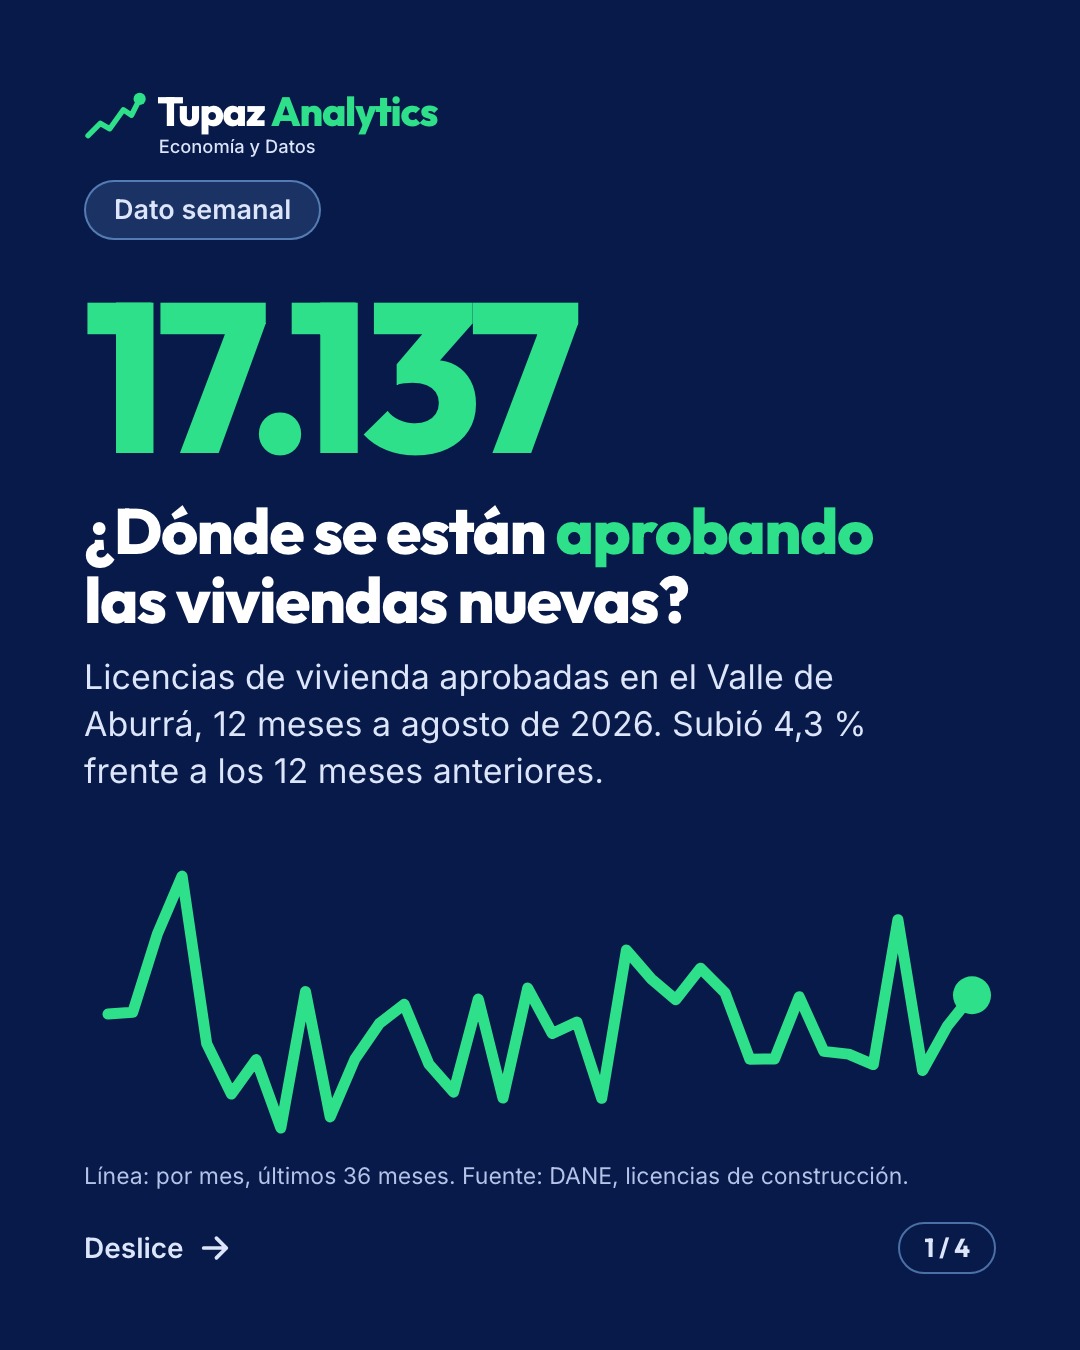 Tupaz Analytics
Economía y Datos
Dato semanal
17.137
¿Dónde se están aprobando
las viviendas nuevas?
Licencias de vivienda aprobadas en el Valle de
Aburrá, 12 meses a agosto de 2026. Subió 4,3 %
frente a los 12 meses anteriores.
Línea: por mes, últimos 36 meses. Fuente: DANE, licencias de construcción.
Deslice →
1 / 4